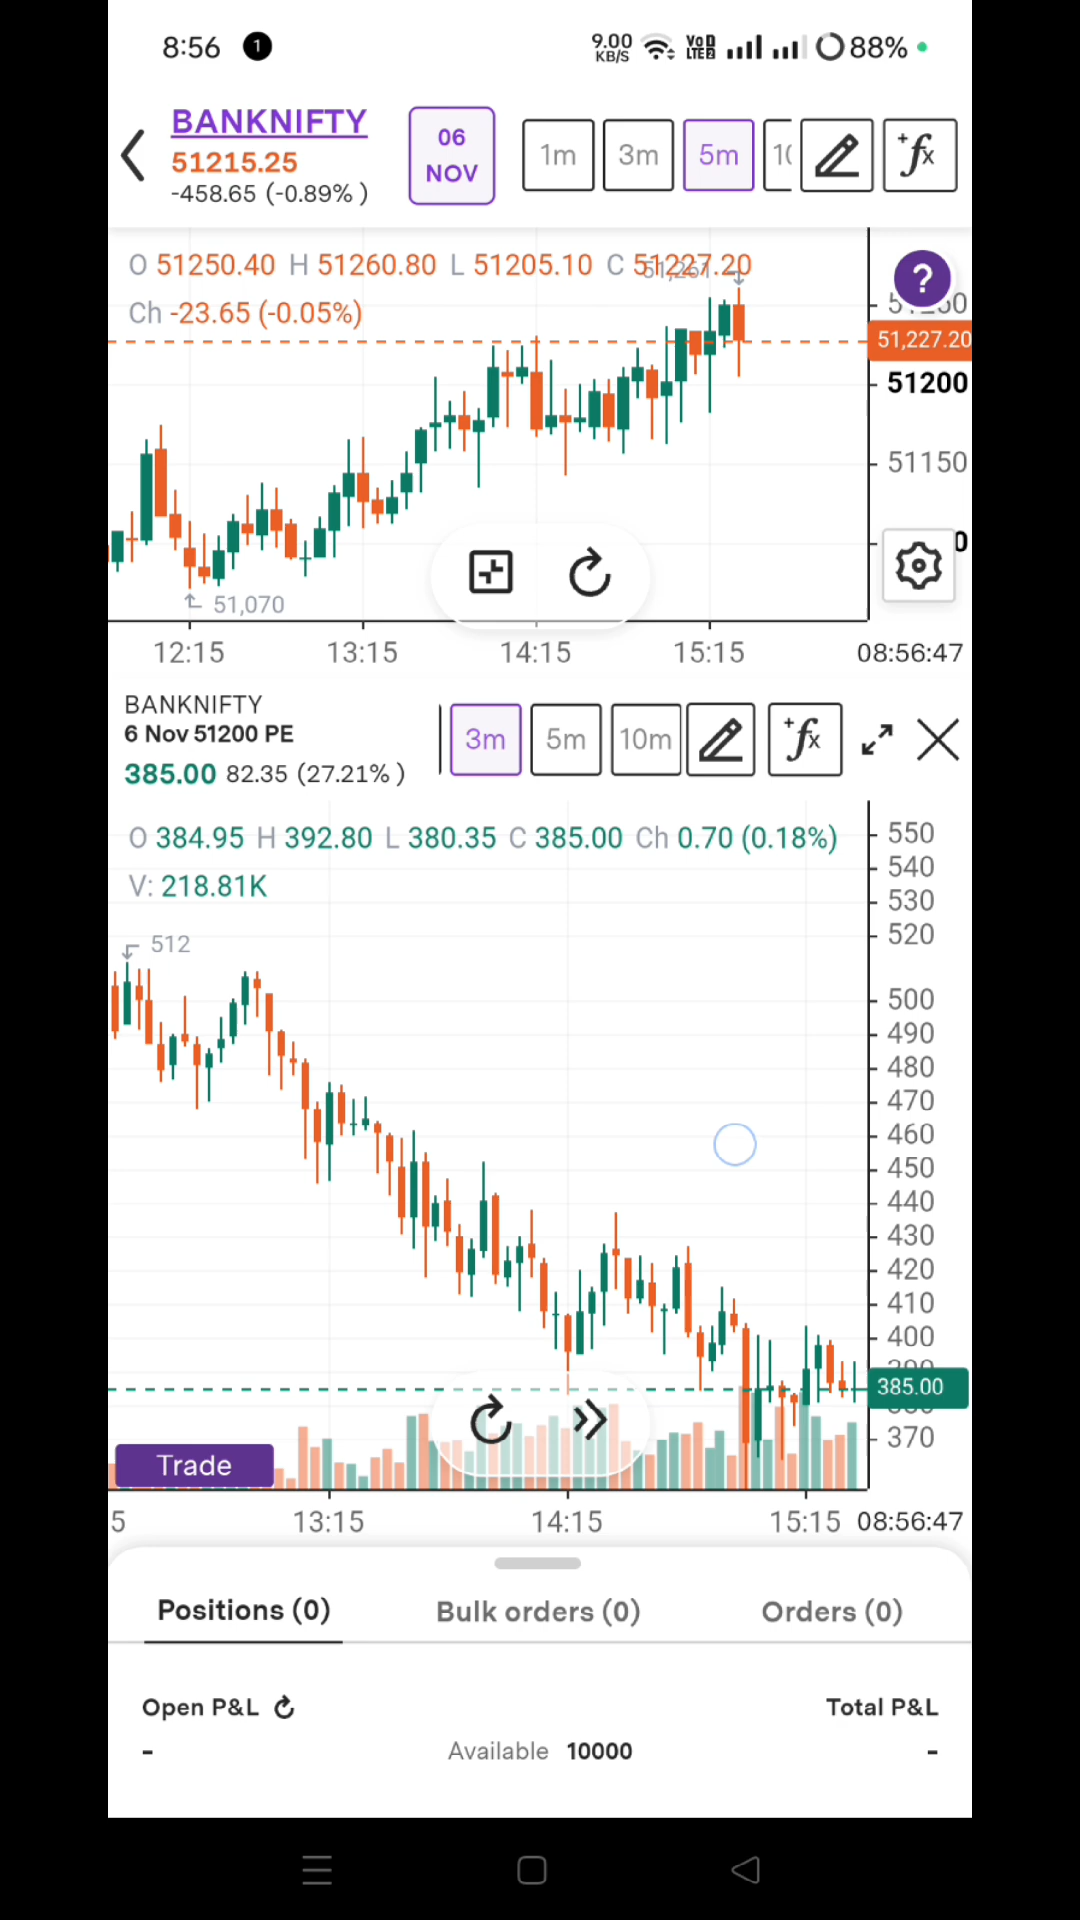 8:56 1 9.00 KB/S VoD LTE2 88%
BANKNIFTY
51215.25
-458.65 (-0.89% )
06 NOV
1m 3m 5m fx
O 51250.40 H 51260.80 L 51205.10 C 51227.20
Ch -23.65 (-0.05%)
?
51,227.20
51200
51150
51,070
12:15 13:15 14:15 15:15 08:56:47
BANKNIFTY
6 Nov 51200 PE
385.00 82.35 (27.21% )
3m 5m 10m fx
O 384.95 H 392.80 L 380.35 C 385.00 Ch 0.70 (0.18%)
V: 218.81K
512
550
540
530
520
500
490
480
470
460
450
440
430
420
410
400
385.00
370
Trade
5 13:15 14:15 15:15 08:56:47
Positions (0) Bulk orders (0) Orders (0)
Open P&L Total P&L
- Available 10000 -